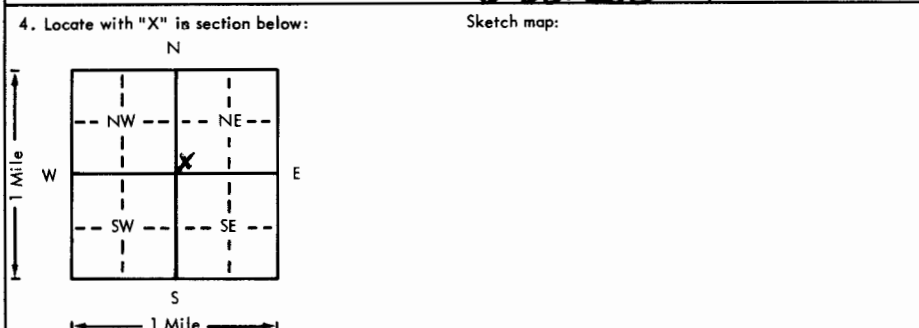 4. Locate with "X" in section below:
Sketch map:
N
NW NE
X
W E
1 Mile
SW SE
S
1 Mile